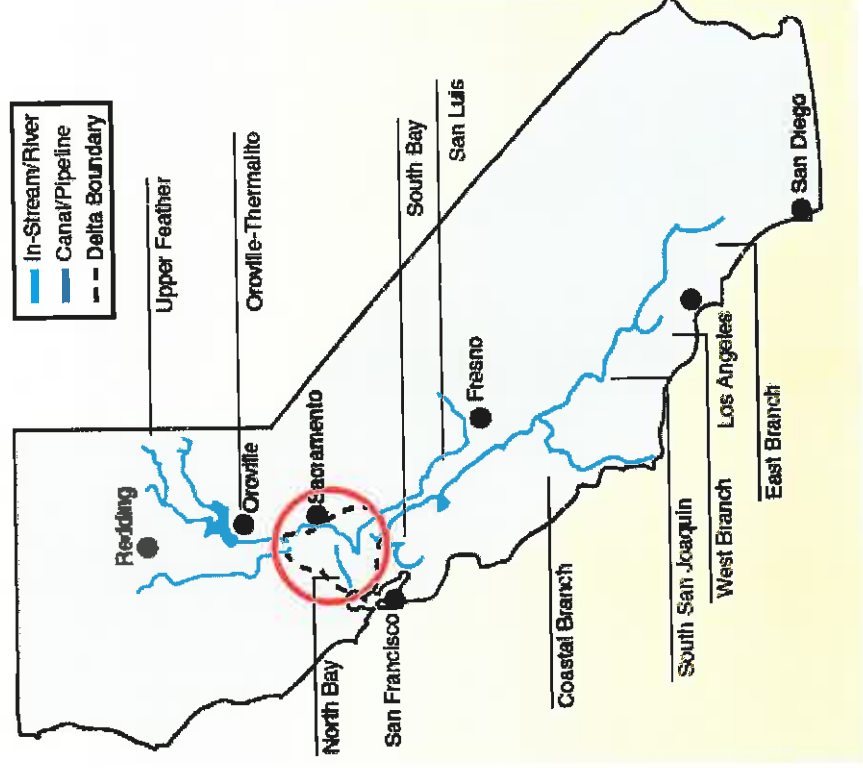 In-Stream/River
Canal/Pipeline
Delta Boundary
Upper Feather
Oroville-Thermalito
South Bay
San Luis
Redding
Oroville
Sacramento
Fresno
San Diego
Los Angeles
North Bay
San Francisco
Coastal Branch
South San Joaquin
West Branch
East Branch